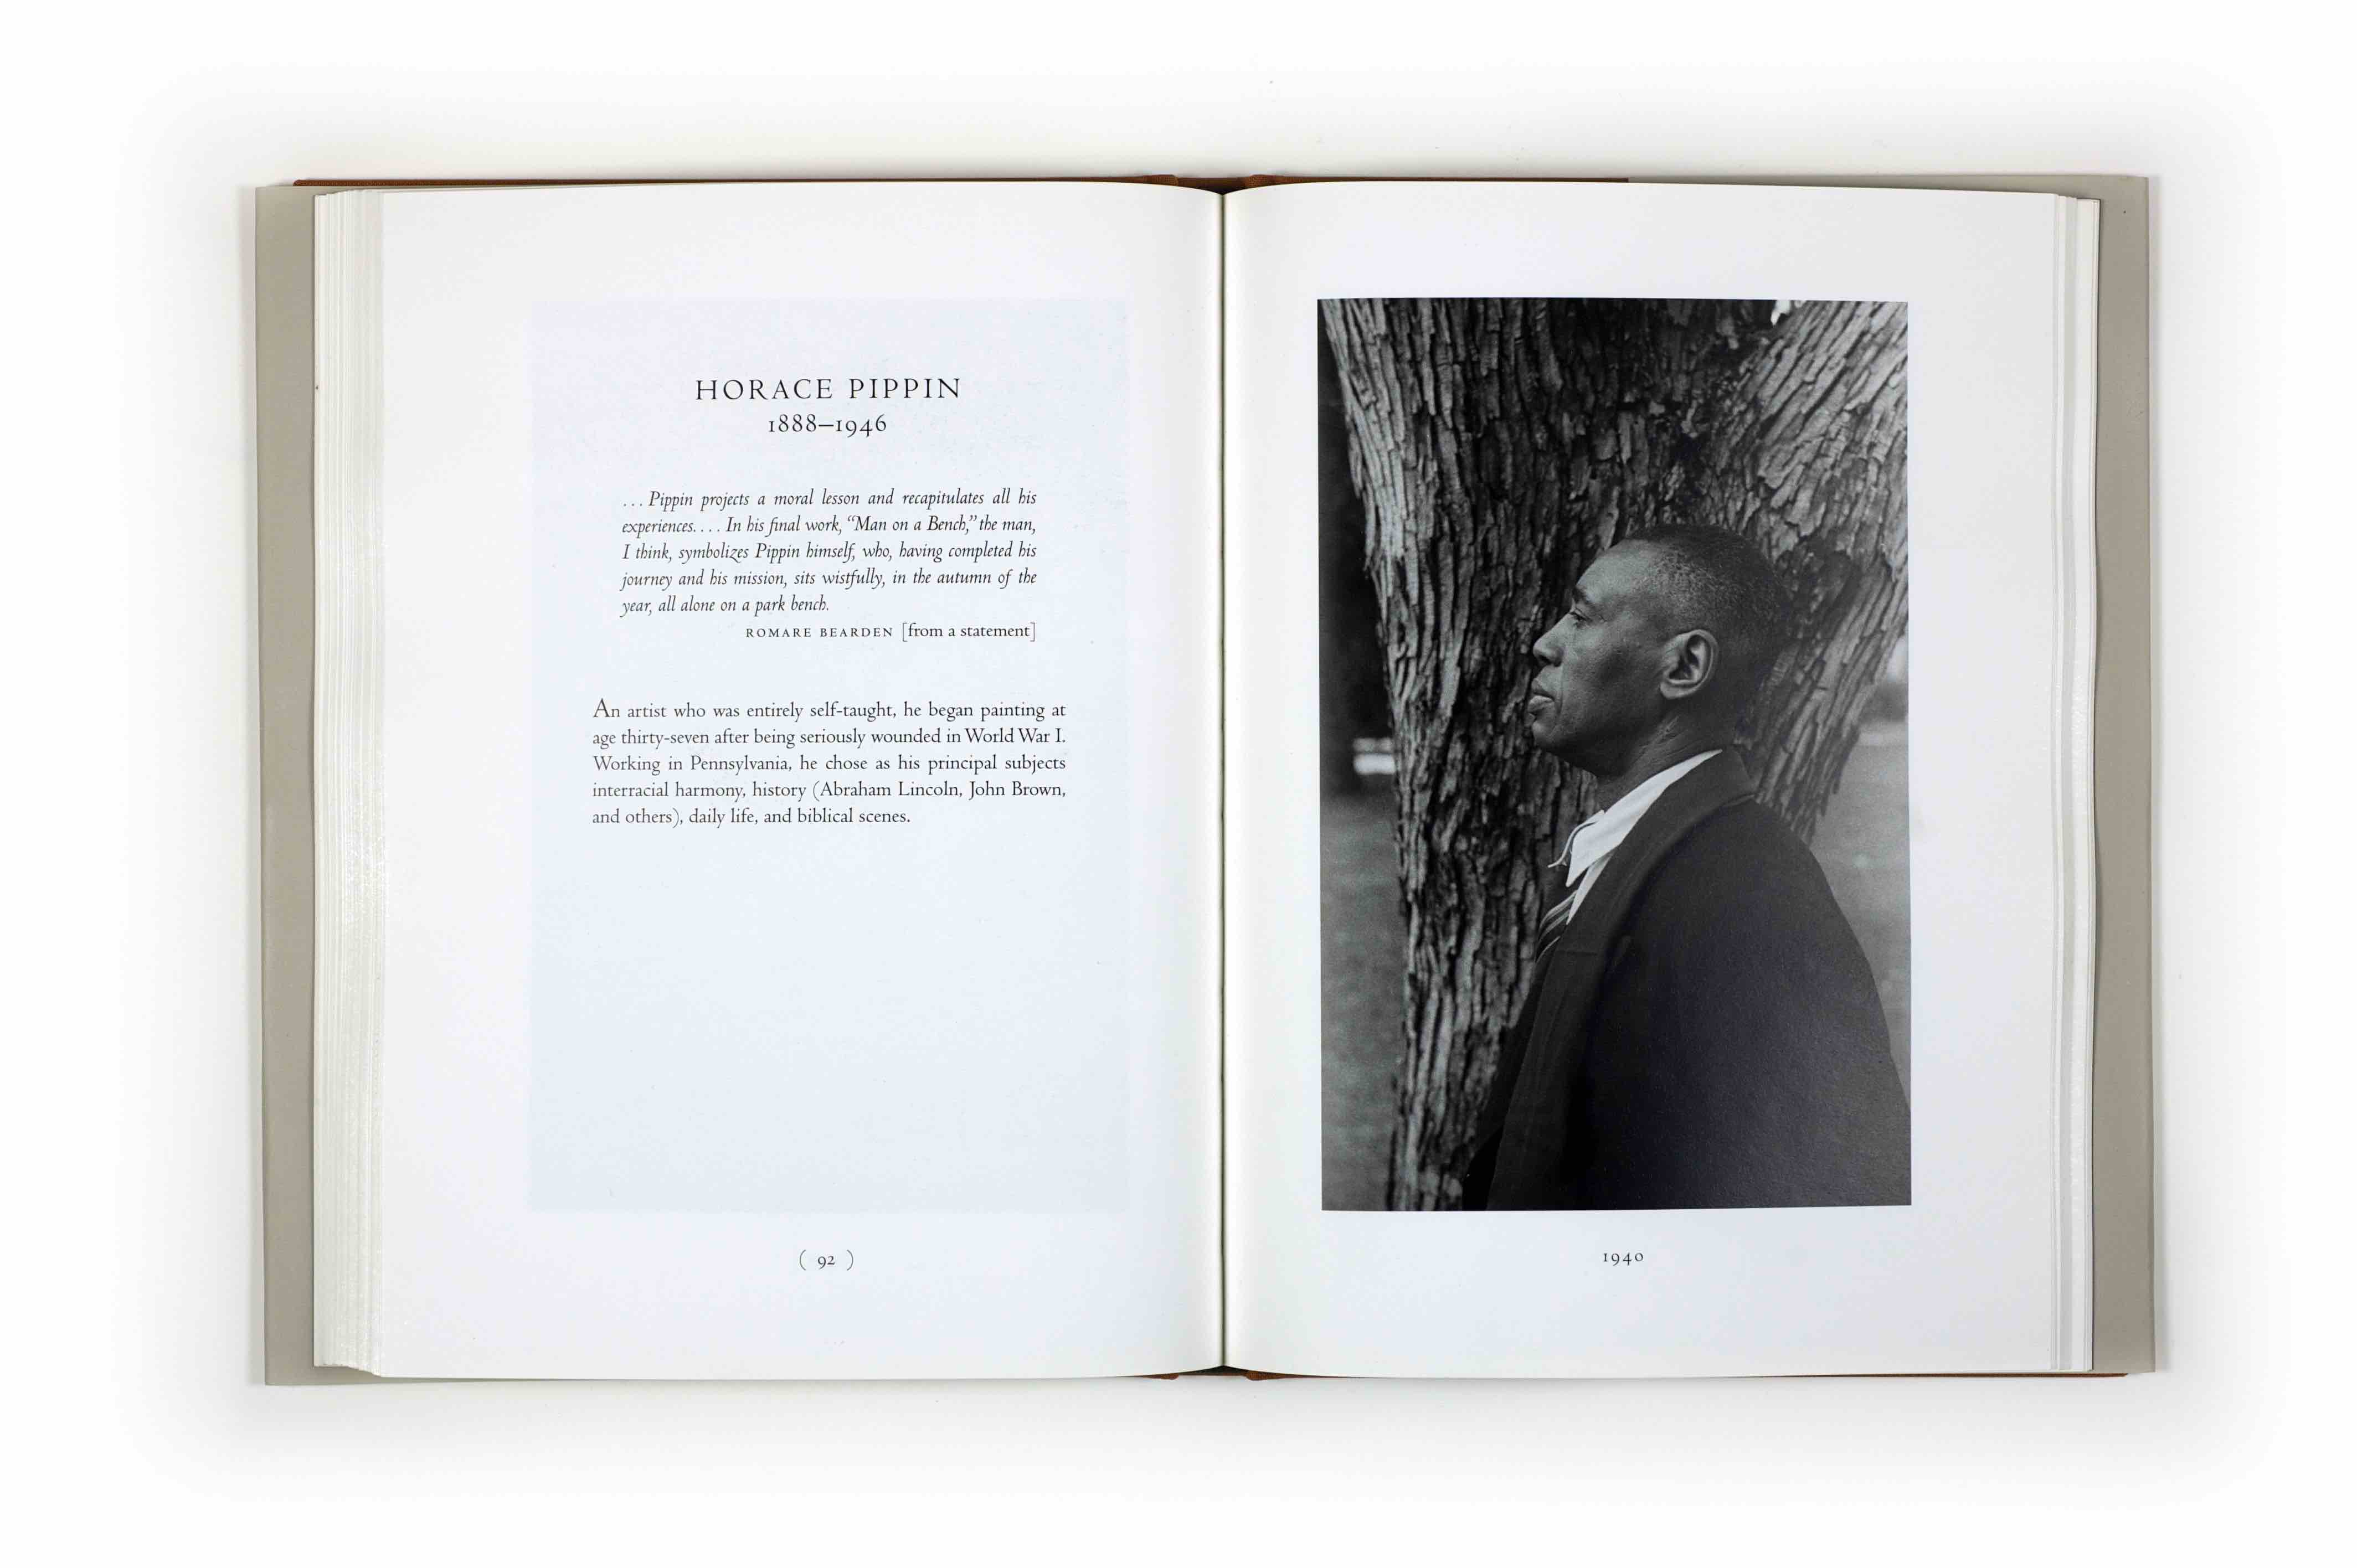 HORACE PIPPIN
1888–1946
... Pippin projects a moral lesson and recapitulates all his
experiences.... In his final work, “Man on a Bench,” the man,
I think, symbolizes Pippin himself, who, having completed his
journey and his mission, sits wistfully, in the autumn of the
year, all alone on a park bench.
ROMARE BEARDEN [from a statement]
An artist who was entirely self-taught, he began painting at
age thirty-seven after being seriously wounded in World War I.
Working in Pennsylvania, he chose as his principal subjects
interracial harmony, history (Abraham Lincoln, John Brown,
and others), daily life, and biblical scenes.
( 92 )
1940